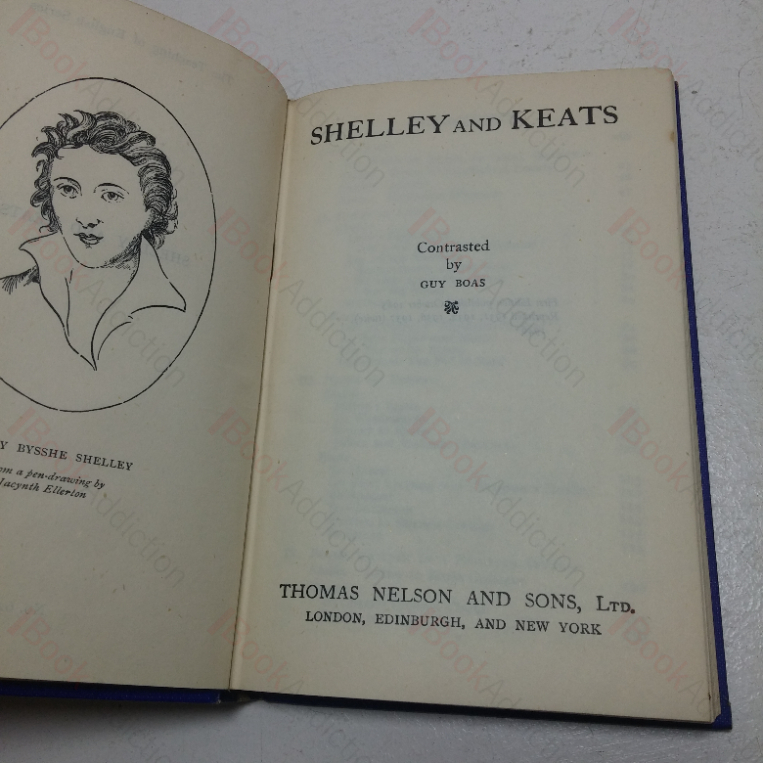 Y BYSSHE SHELLEY
om a pen-drawing by
Jacynth Ellerton
SHELLEY AND KEATS
Contrasted
by
GUY BOAS
THOMAS NELSON AND SONS, LTD.
LONDON, EDINBURGH, AND NEW YORK
BookAddiction